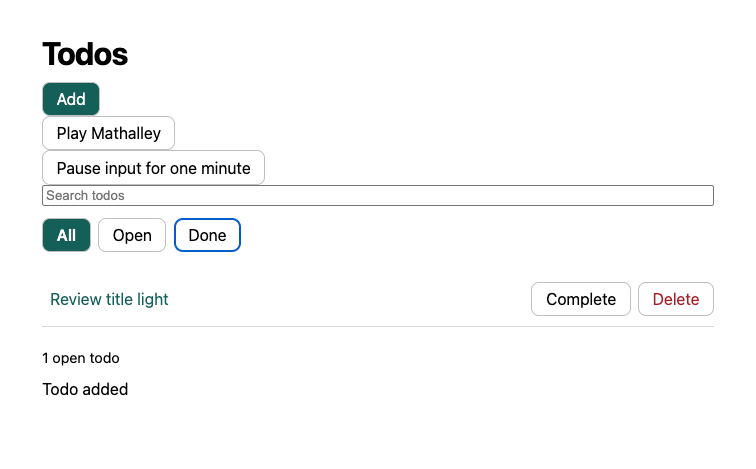 Todos
Add
Play Mathalley
Pause input for one minute
Search todos
All Open Done
Review title light Complete Delete
1 open todo
Todo added